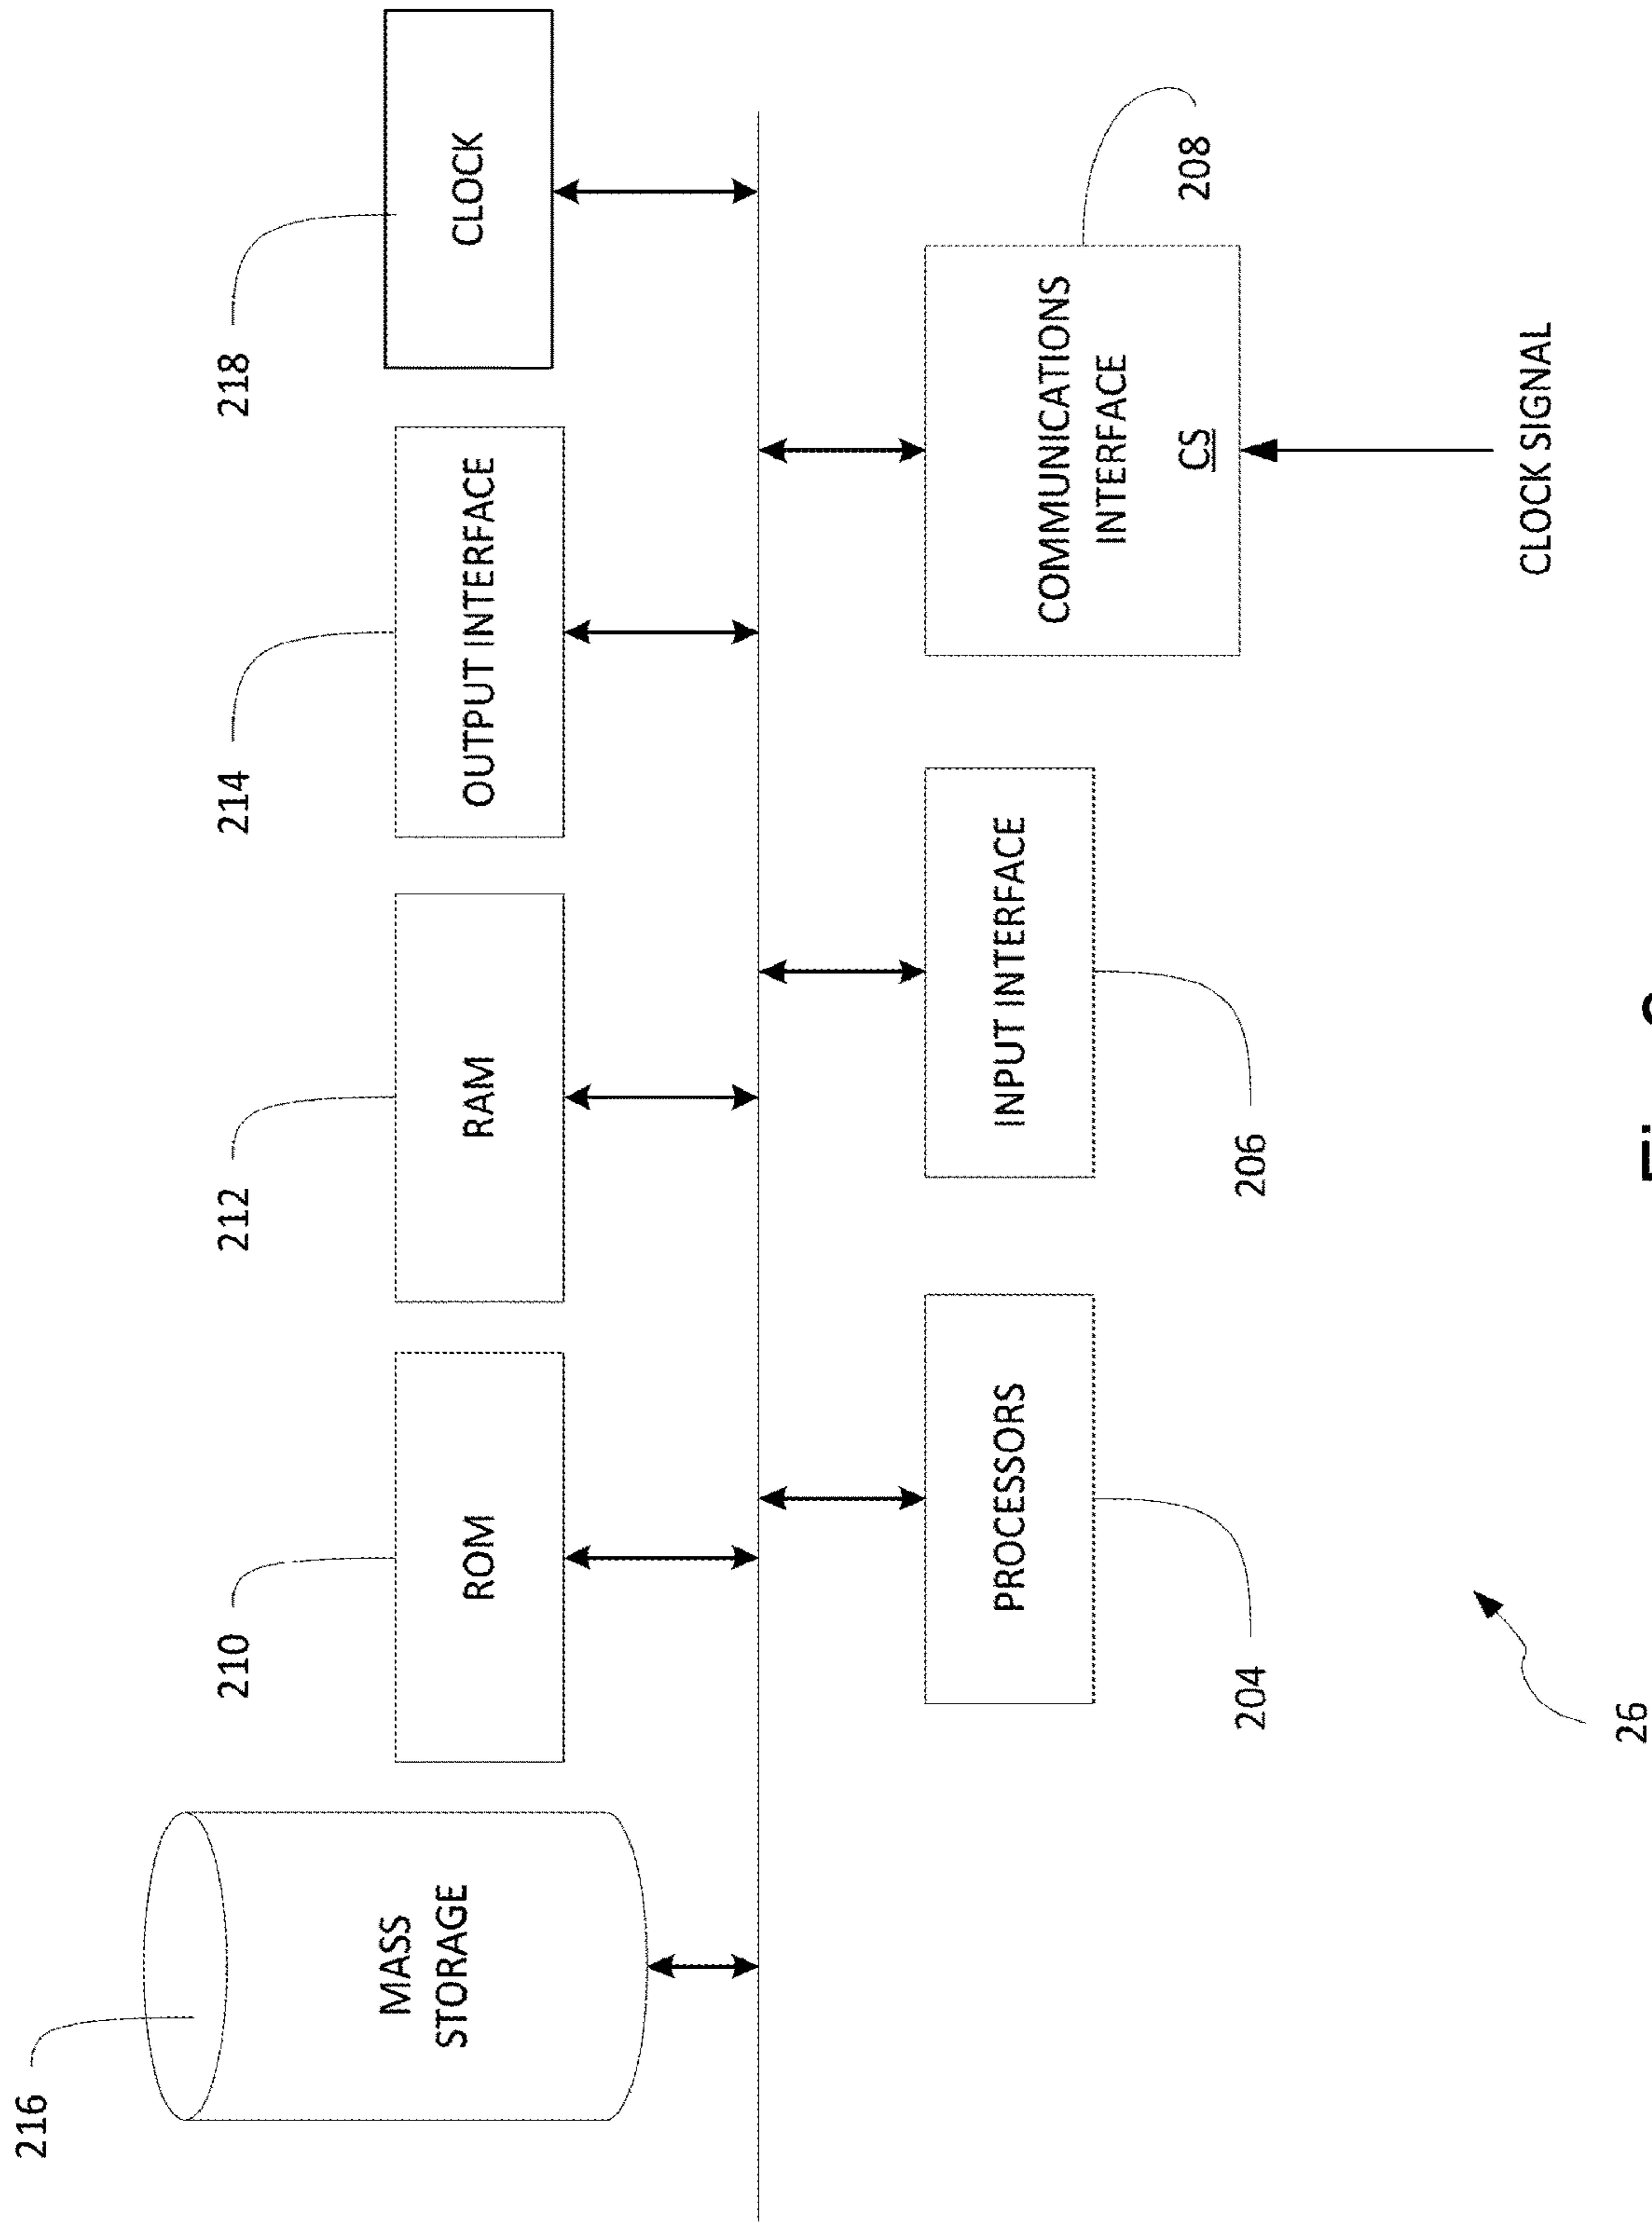 216
MASS
STORAGE
210
ROM
212
RAM
214
OUTPUT INTERFACE
218
CLOCK
PROCESSORS
204
INPUT INTERFACE
206
COMMUNICATIONS
INTERFACE
CS
208
CLOCK SIGNAL
26